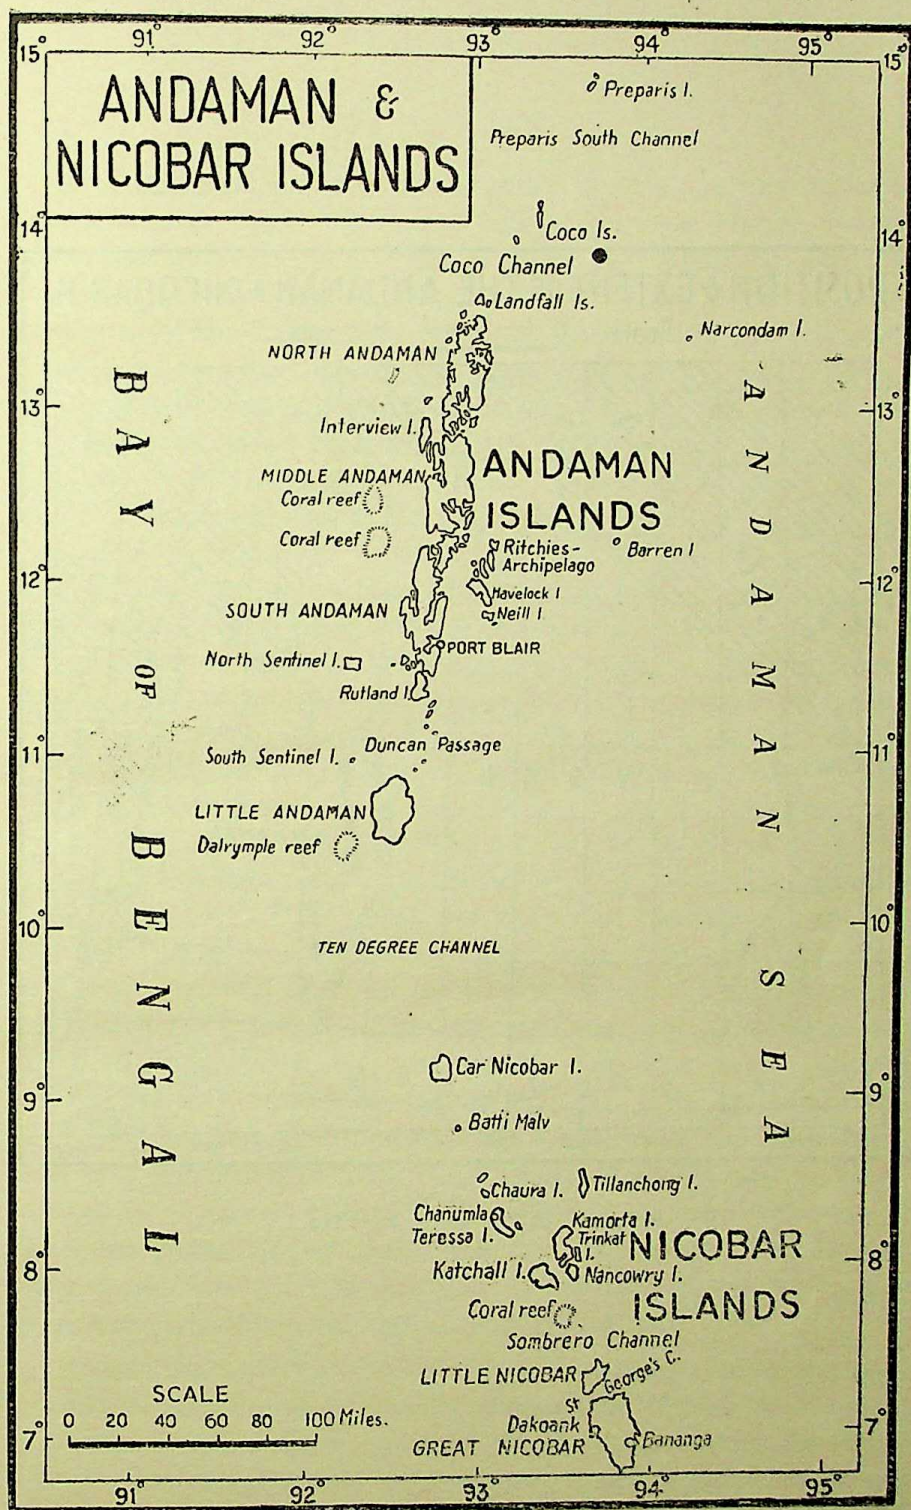 91° 92° 93° 94° 95°
15° 15°
ANDAMAN &
NICOBAR ISLANDS
Preparis I.
Preparis South Channel
14° 14°
Coco Is.
Coco Channel
Landfall Is.
Narcondam I.
NORTH ANDAMAN
13° 13°
Interview I.
ANDAMAN
ISLANDS
MIDDLE ANDAMAN
Coral reef
Coral reef
Ritchies-
Archipelago
Barren I
12° 12°
Havelock I
Neill I
SOUTH ANDAMAN
PORT BLAIR
North Sentinel I.
Rutland I.
Duncan Passage
11° 11°
South Sentinel I.
LITTLE ANDAMAN
Dalrymple reef
10° 10°
TEN DEGREE CHANNEL
BAY OF BENGAL
ANDAMAN SEA
Car Nicobar I.
9° 9°
Batti Malv
Chaura I.
Tillanchong I.
Chanumla
Teressa I.
Kamorta I.
Trinkat
I.
NICOBAR
ISLANDS
8° 8°
Katchall I.
Nancowry I.
Coral reef
Sombrero Channel
LITTLE NICOBAR
St George's C.
SCALE
0 20 40 60 80 100 Miles.
Dakoank
GREAT NICOBAR
Bananga
7° 7°
91° 92° 93° 94° 95°